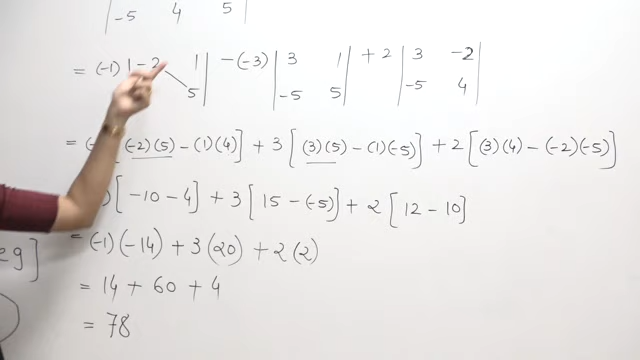 -5 4 5
= (-1) | -2 1 | - (-3) | 3 1 | + 2 | 3 -2 |
5 | -5 5 | | -5 4 |
= (-2)(5) - (1)(4)] + 3 [(3)(5) - (1)(-5)] + 2 [(3)(4) - (-2)(-5)]
[-10 - 4] + 3 [15 - (-5)] + 2 [12 - 10]
= (-1)(-14) + 3(20) + 2(2)
eg]
= 14 + 60 + 4
= 78